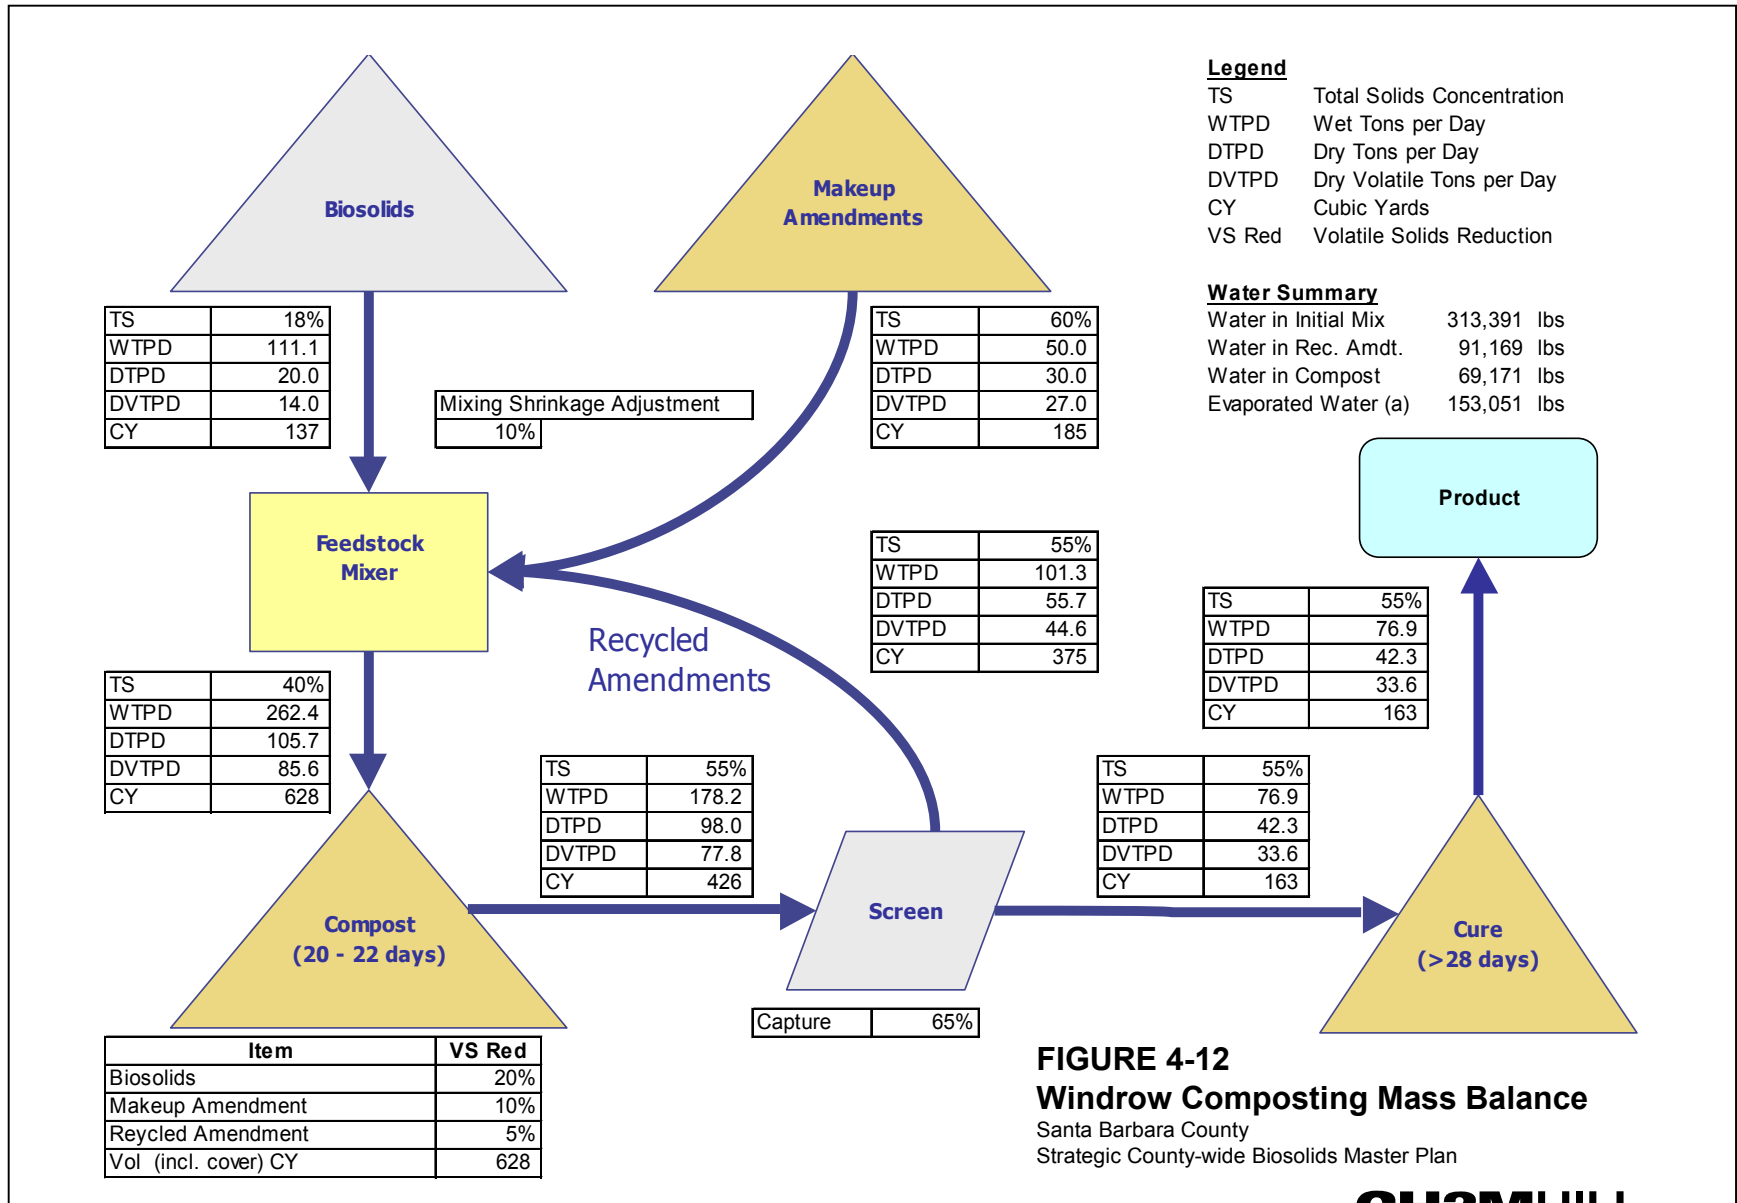 Legend
TS Total Solids Concentration
WTPD Wet Tons per Day
DTPD Dry Tons per Day
DVTPD Dry Volatile Tons per Day
CY Cubic Yards
VS Red Volatile Solids Reduction
Water Summary
Water in Initial Mix 313,391 lbs
Water in Rec. Amdt. 91,169 lbs
Water in Compost 69,171 lbs
Evaporated Water (a) 153,051 lbs
Biosolids
Makeup
Amendments
TS 18%
WTPD 111.1
DTPD 20.0
DVTPD 14.0
CY 137
Mixing Shrinkage Adjustment
10%
TS 60%
WTPD 50.0
DTPD 30.0
DVTPD 27.0
CY 185
Product
Feedstock
Mixer
TS 55%
WTPD 101.3
DTPD 55.7
DVTPD 44.6
CY 375
Recycled
Amendments
TS 55%
WTPD 76.9
DTPD 42.3
DVTPD 33.6
CY 163
TS 40%
WTPD 262.4
DTPD 105.7
DVTPD 85.6
CY 628
TS 55%
WTPD 178.2
DTPD 98.0
DVTPD 77.8
CY 426
TS 55%
WTPD 76.9
DTPD 42.3
DVTPD 33.6
CY 163
Compost
(20 - 22 days)
Screen
Cure
(>28 days)
Capture 65%
Item VS Red
Biosolids 20%
Makeup Amendment 10%
Reycled Amendment 5%
Vol (incl. cover) CY 628
FIGURE 4-12
Windrow Composting Mass Balance
Santa Barbara County
Strategic County-wide Biosolids Master Plan